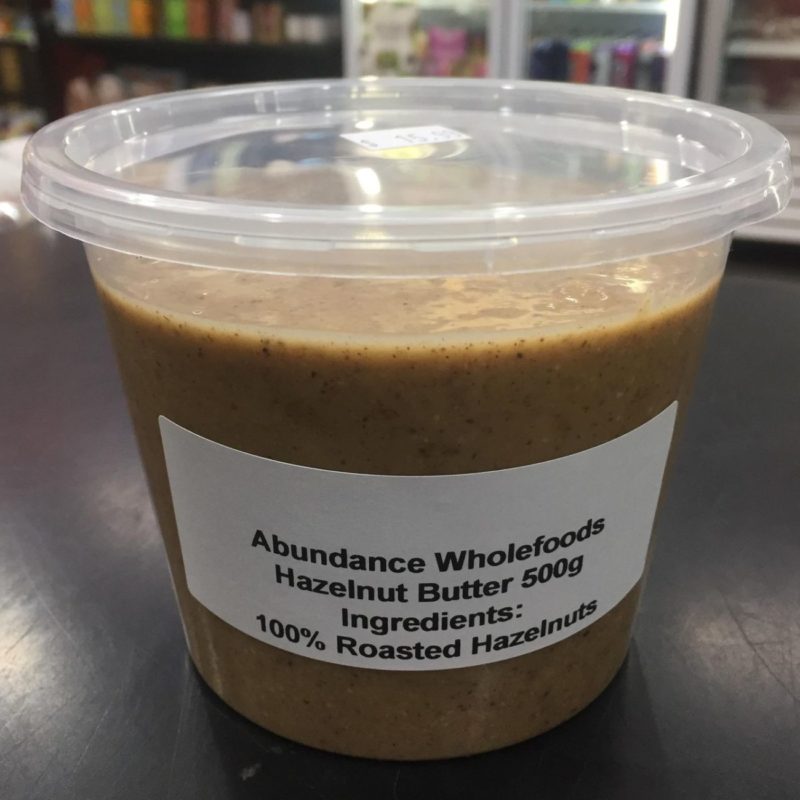 Abundance Wholefoods
Hazelnut Butter 500g
Ingredients:
100% Roasted Hazelnuts